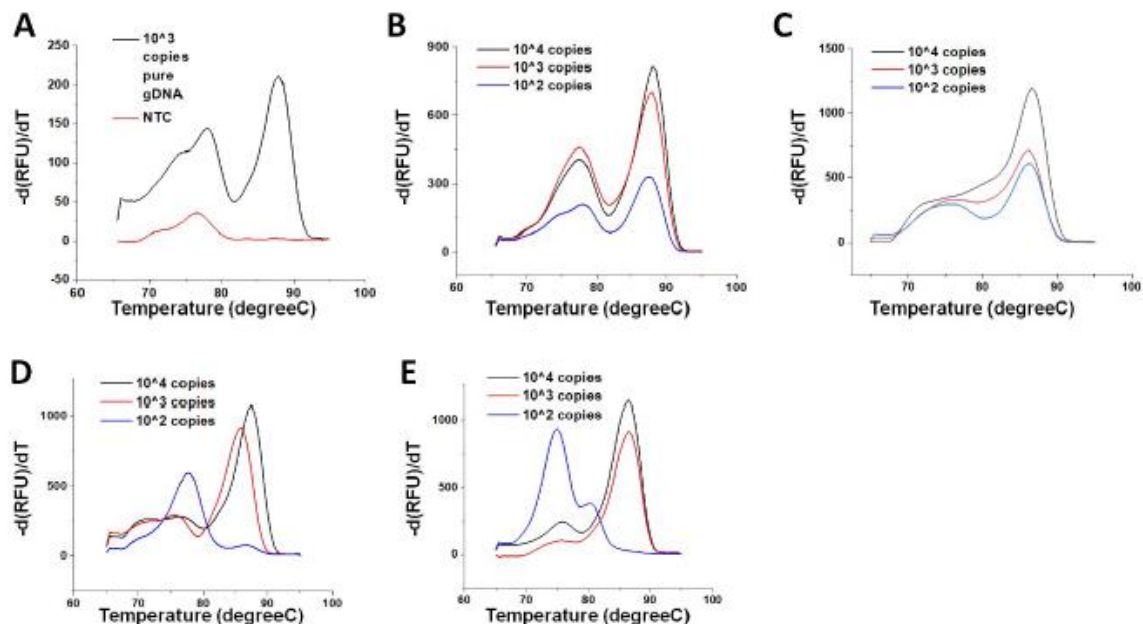 A
10^3
copies
pure
gDNA
NTC
-d(RFU)/dT
250
200
150
100
50
0
-50
60
70
80
90
100
Temperature (degreeC)
B
10^4 copies
10^3 copies
10^2 copies
-d(RFU)/dT
900
600
300
0
60
70
80
90
100
Temperature (degreeC)
C
10^4 copies
10^3 copies
10^2 copies
-d(RFU)/dT
1500
1000
500
0
60
70
80
90
100
Temperature (degreeC)
D
10^4 copies
10^3 copies
10^2 copies
-d(RFU)/dT
1000
500
0
60
70
80
90
100
Temperature (degreeC)
E
10^4 copies
10^3 copies
10^2 copies
-d(RFU)/dT
1000
500
0
60
70
80
90
100
Temperature (degreeC)